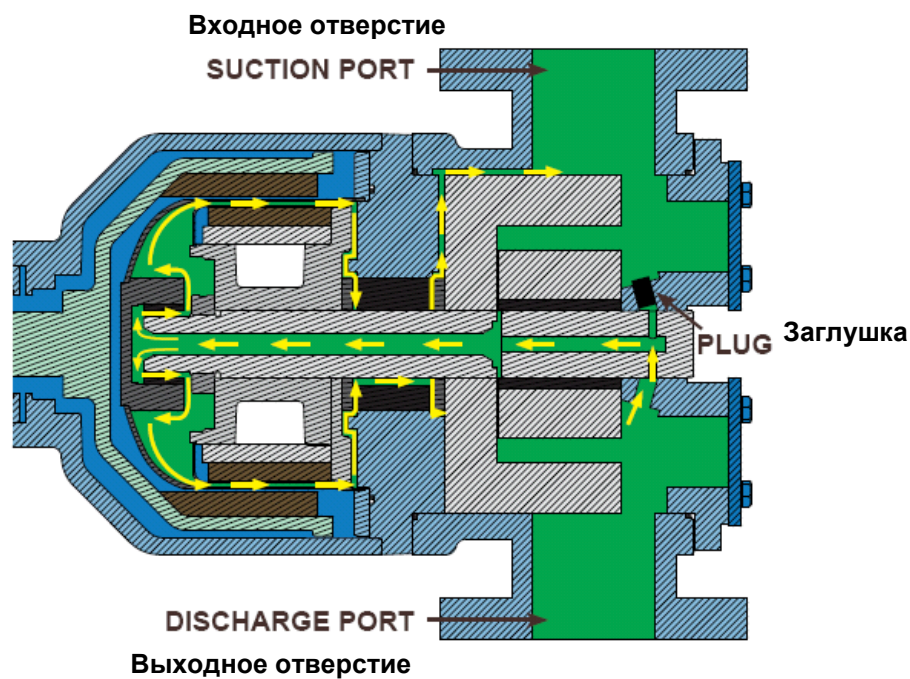 Входное отверстие
SUCTION PORT
PLUG
Заглушка
DISCHARGE PORT
Выходное отверстие